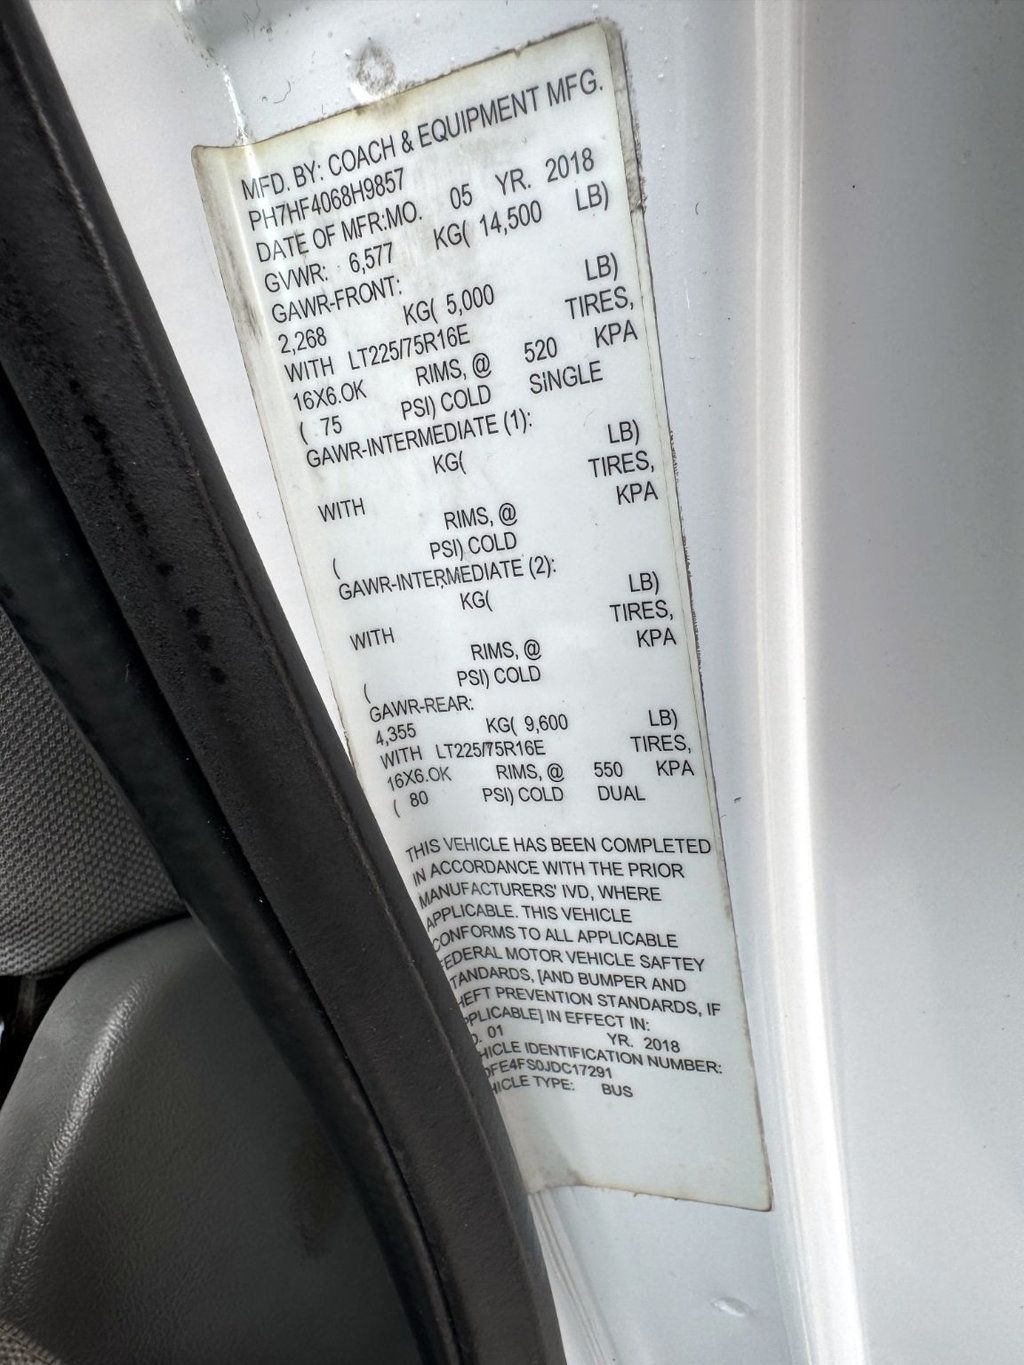 MFD. BY: COACH & EQUIPMENT MFG.
PH7HF4068H9857
DATE OF MFR:MO. 05 YR. 2018
GVWR: 6,577 KG( 14,500 LB)
GAWR-FRONT:
2,268 KG( 5,000 LB)
WITH LT225/75R16E TIRES,
16X6.OK RIMS, @ 520 KPA
( 75 PSI) COLD SINGLE
GAWR-INTERMEDIATE (1):
KG( LB)
WITH TIRES,
RIMS, @ KPA
( PSI) COLD
GAWR-INTERMEDIATE (2):
KG( LB)
WITH TIRES,
RIMS, @ KPA
( PSI) COLD
GAWR-REAR:
4,355 KG( 9,600 LB)
WITH LT225/75R16E TIRES,
16X6.OK RIMS, @ 550 KPA
( 80 PSI) COLD DUAL
THIS VEHICLE HAS BEEN COMPLETED
IN ACCORDANCE WITH THE PRIOR
MANUFACTURERS' IVD, WHERE
APPLICABLE. THIS VEHICLE
CONFORMS TO ALL APPLICABLE
FEDERAL MOTOR VEHICLE SAFTEY
TANDARDS, [AND BUMPER AND
HEFT PREVENTION STANDARDS, IF
PPLICABLE] IN EFFECT IN:
O. 01 YR. 2018
HICLE IDENTIFICATION NUMBER:
DFE4FS0JDC17291
HICLE TYPE: BUS